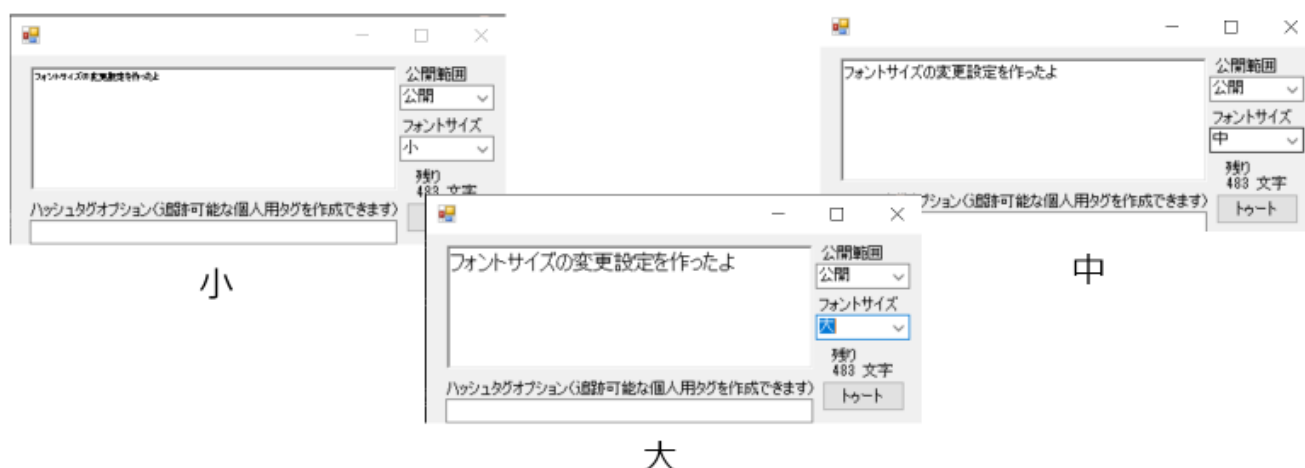 フォントサイズの変更設定を作ったよ
公開範囲
公開
フォントサイズ
小
残り
483 文字
ハッシュタグオプション(追跡可能な個人用タグを作成できます)
小
フォントサイズの変更設定を作ったよ
公開範囲
公開
フォントサイズ
中
残り
483 文字
プション(追跡可能な個人用タグを作成できます)
トゥート
中
フォントサイズの変更設定を作ったよ
公開範囲
公開
フォントサイズ
大
残り
483 文字
ハッシュタグオプション(追跡可能な個人用タグを作成できます)
トゥート
大